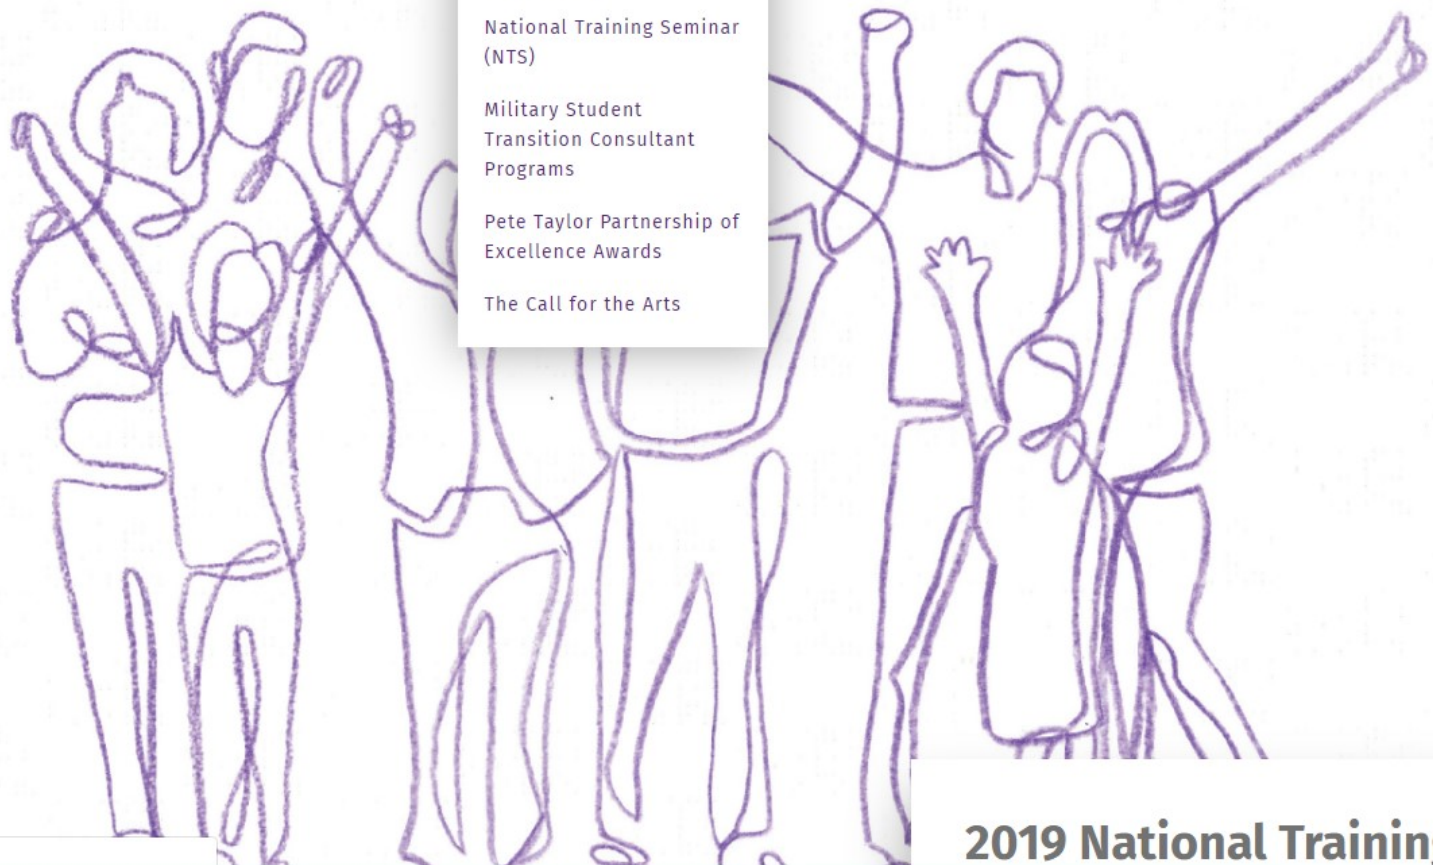 National Training Seminar
(NTS)
Military Student
Transition Consultant
Programs
Pete Taylor Partnership of
Excellence Awards
The Call for the Arts
2019 National Training